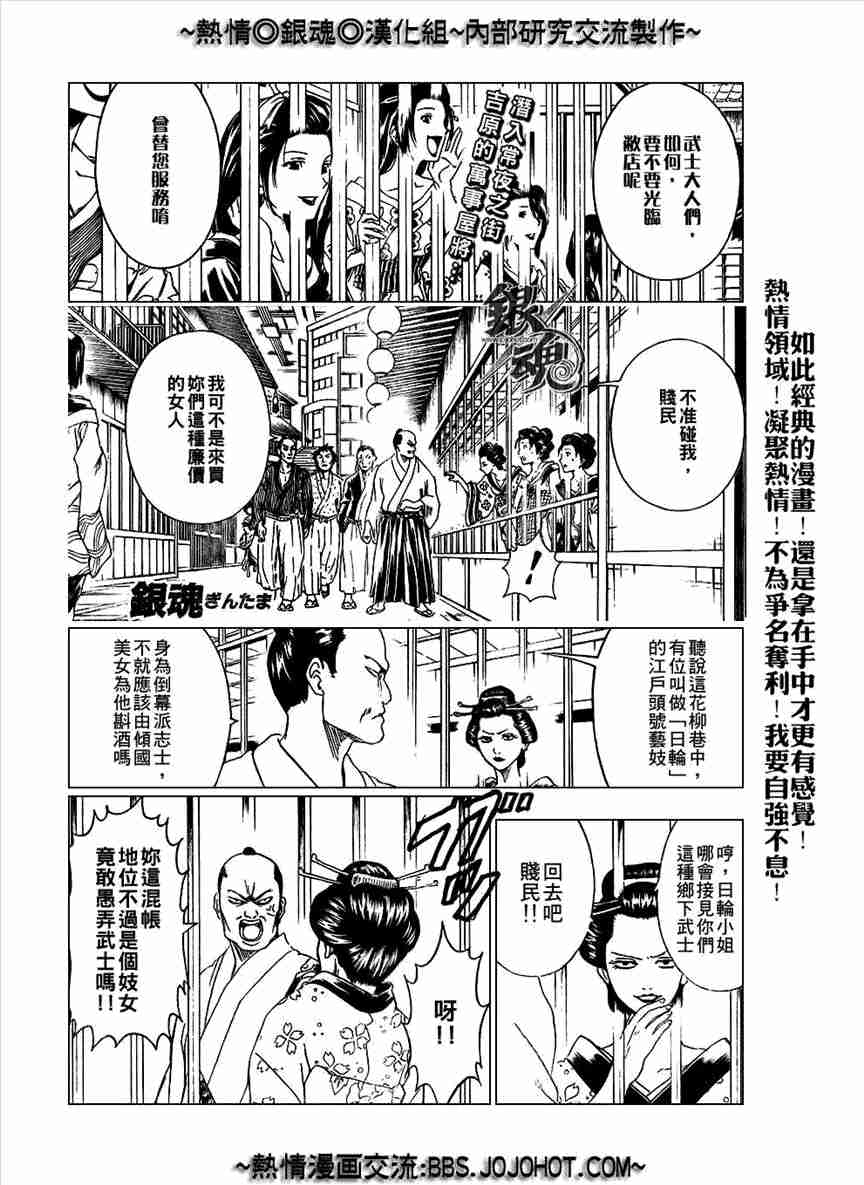 ~熱情◎銀魂◎漢化組~內部研究交流製作~
武士大人們，
如何，
要不要光臨
敝店呢
潛入常夜之街
吉原的萬事屋將…
會替您服務唷
銀魂
不准碰我，
賤民
我可不是來買
妳們這種廉價
的女人
！
銀魂ぎんたま
聽說這花柳巷中，
有位叫做「日輪」
的江戶頭號藝妓
身為倒幕派志士，
不就應該由傾國
美女為他斟酒嗎
哼，日輪小姐
哪會接見你們
這種鄉下武士
回去吧
賤民!!
ガッ
呀!!
妳這混帳
地位不過是個妓女
竟敢愚弄武士嗎!!
如此經典的漫畫！還是拿在手中才更有感覺！
熱情領域！凝聚熱情！不為爭名奪利！我要自強不息！
~熱情漫画交流:BBS.JOJOHOT.COM~